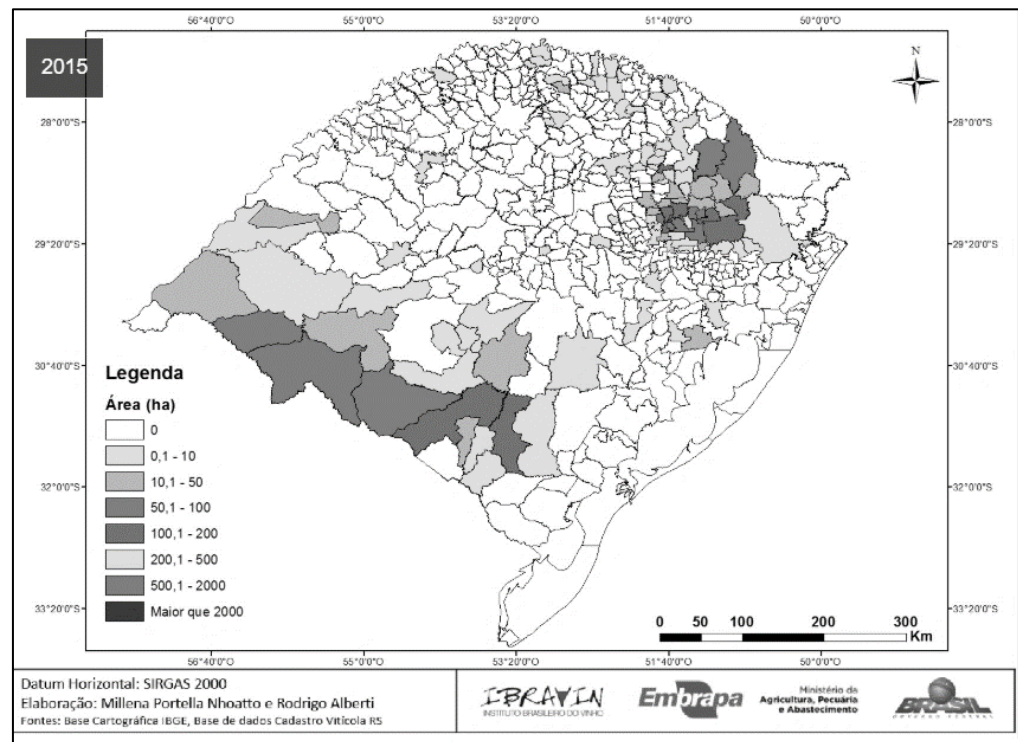 56°40'0"O 55°0'0"O 53°20'0"O 51°40'0"O 50°0'0"O
2015
N
28°0'0"S 28°0'0"S
29°20'0"S 29°20'0"S
30°40'0"S 30°40'0"S
32°0'0"S 32°0'0"S
33°20'0"S 33°20'0"S
Legenda
Área (ha)
0
0,1 - 10
10,1 - 50
50,1 - 100
100,1 - 200
200,1 - 500
500,1 - 2000
Maior que 2000
0 50 100 200 300
Km
56°40'0"O 55°0'0"O 53°20'0"O 51°40'0"O 50°0'0"O
Datum Horizontal: SIRGAS 2000
Elaboração: Millena Portella Nhoatto e Rodrigo Alberti
Fontes: Base Cartográfica IBGE, Base de dados Cadastro Vitícola RS
IBRAVIN
INSTITUTO BRASILEIRO DO VINHO
Embrapa
Ministério da
Agricultura, Pecuária
e Abastecimento
BRASIL
GOVERNO FEDERAL